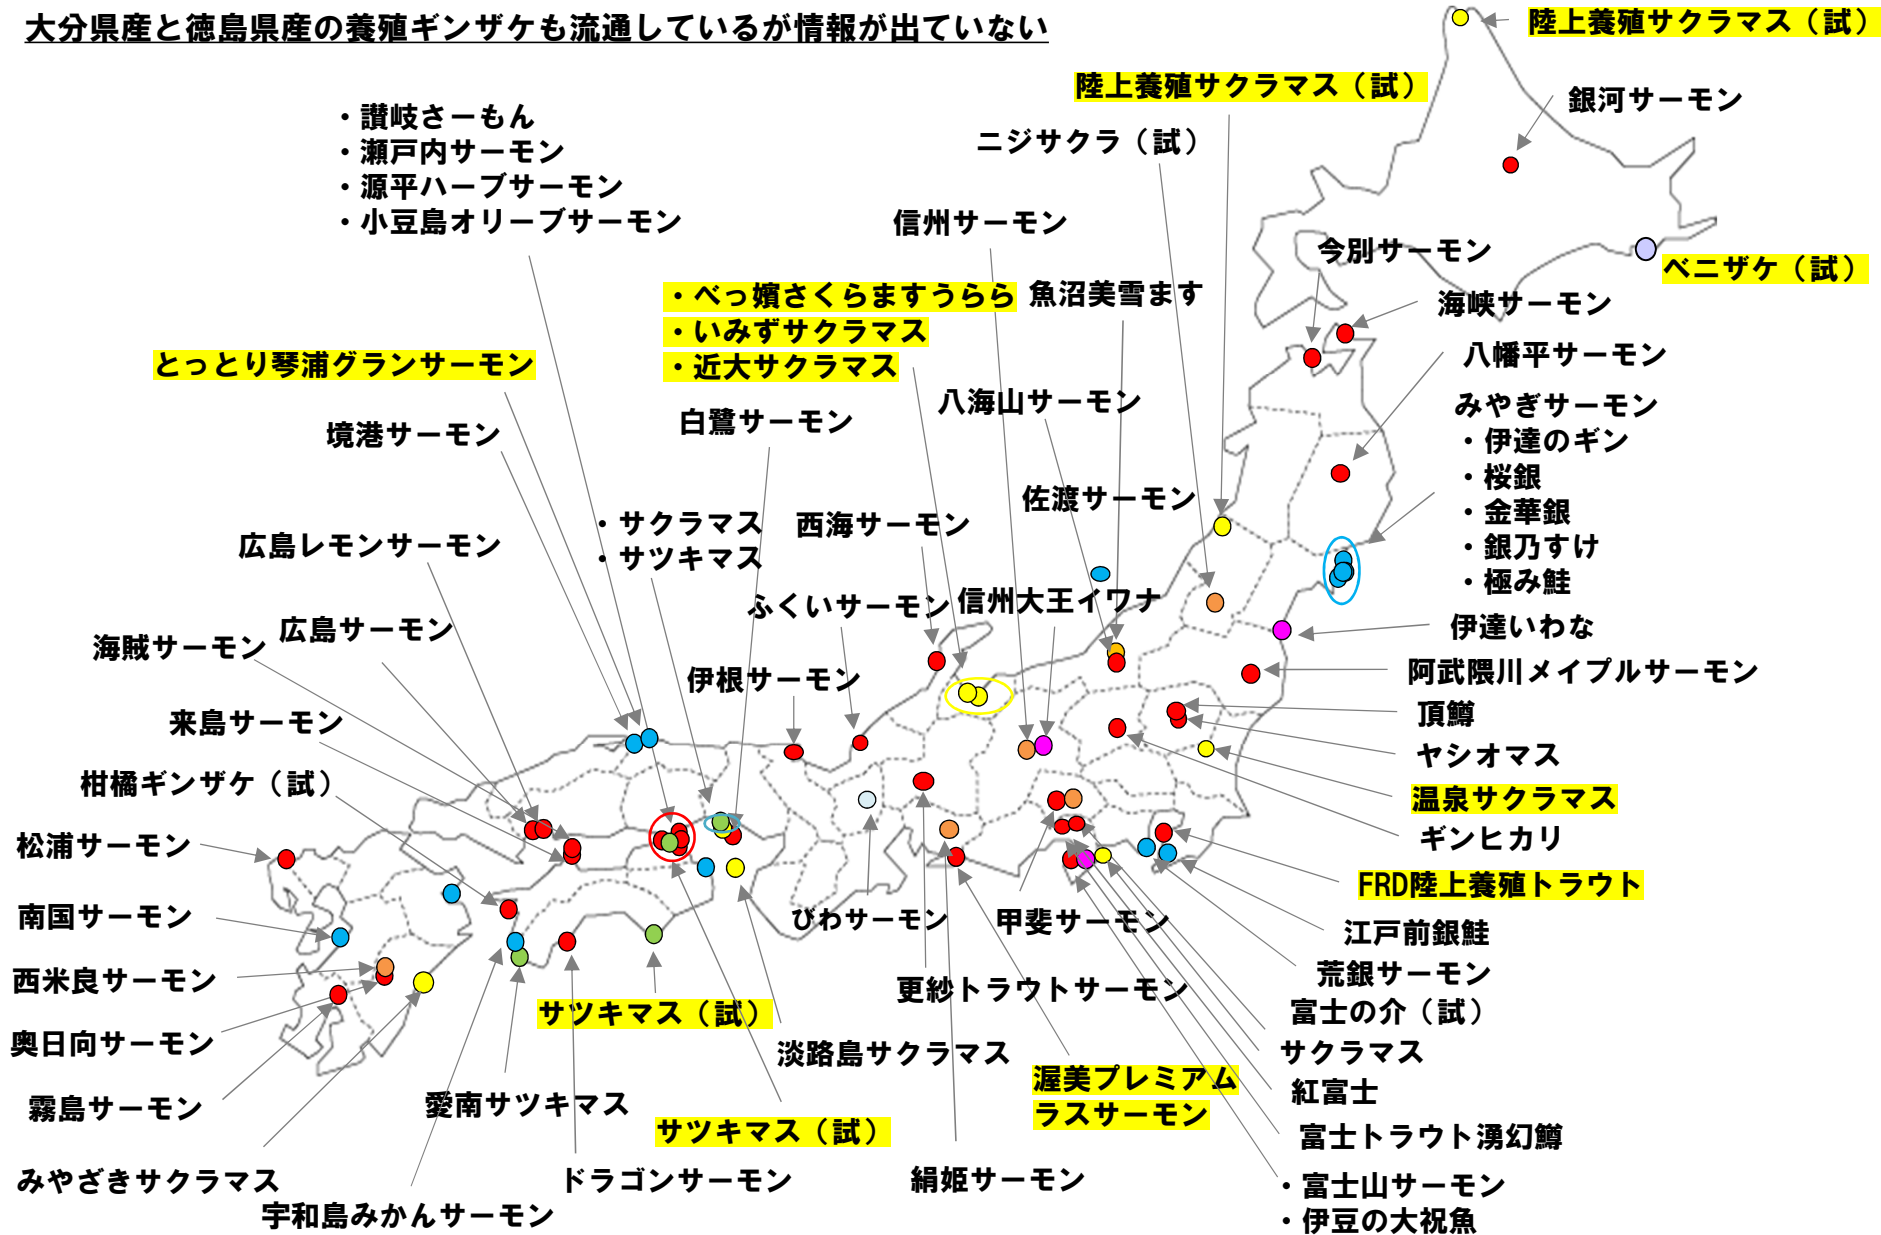 大分県産と徳島県産の養殖ギンザケも流通しているが情報が出ていない
陸上養殖サクラマス（試）
陸上養殖サクラマス（試）
銀河サーモン
・讃岐さーもん
・瀬戸内サーモン
・源平ハーブサーモン
・小豆島オリーブサーモン
ニジサクラ（試）
信州サーモン
今別サーモン
ベニザケ（試）
・べっ嬪さくらますうらら
・いみずサクラマス
・近大サクラマス
魚沼美雪ます
海峡サーモン
八幡平サーモン
とっとり琴浦グランサーモン
八海山サーモン
白鷺サーモン
みやぎサーモン
・伊達のギン
・桜銀
・金華銀
・銀乃すけ
・極み鮭
境港サーモン
佐渡サーモン
・サクラマス
・サツキマス
西海サーモン
広島レモンサーモン
ふくいサーモン
信州大王イワナ
伊達いわな
広島サーモン
海賊サーモン
伊根サーモン
阿武隈川メイプルサーモン
頂鱒
来島サーモン
ヤシオマス
柑橘ギンザケ（試）
温泉サクラマス
ギンヒカリ
松浦サーモン
FRD陸上養殖トラウト
南国サーモン
びわサーモン
甲斐サーモン
江戸前銀鮭
荒銀サーモン
西米良サーモン
更紗トラウトサーモン
サツキマス（試）
富士の介（試）
奥日向サーモン
淡路島サクラマス
サクラマス
渥美プレミアム
ラスサーモン
紅富士
霧島サーモン
愛南サツキマス
サツキマス（試）
富士トラウト湧幻鱒
みやざきサクラマス
ドラゴンサーモン
絹姫サーモン
・富士山サーモン
・伊豆の大祝魚
宇和島みかんサーモン